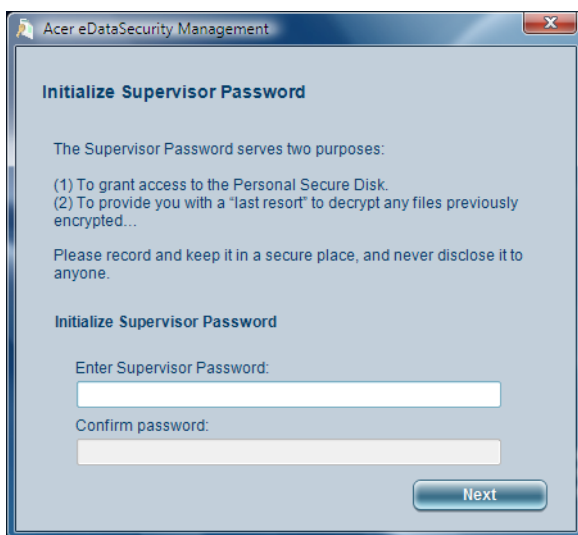 Acer eDataSecurity Management
Initialize Supervisor Password
The Supervisor Password serves two purposes:
(1) To grant access to the Personal Secure Disk.
(2) To provide you with a “last resort” to decrypt any files previously
encrypted...
Please record and keep it in a secure place, and never disclose it to
anyone.
Initialize Supervisor Password
Enter Supervisor Password:
Confirm password:
Next